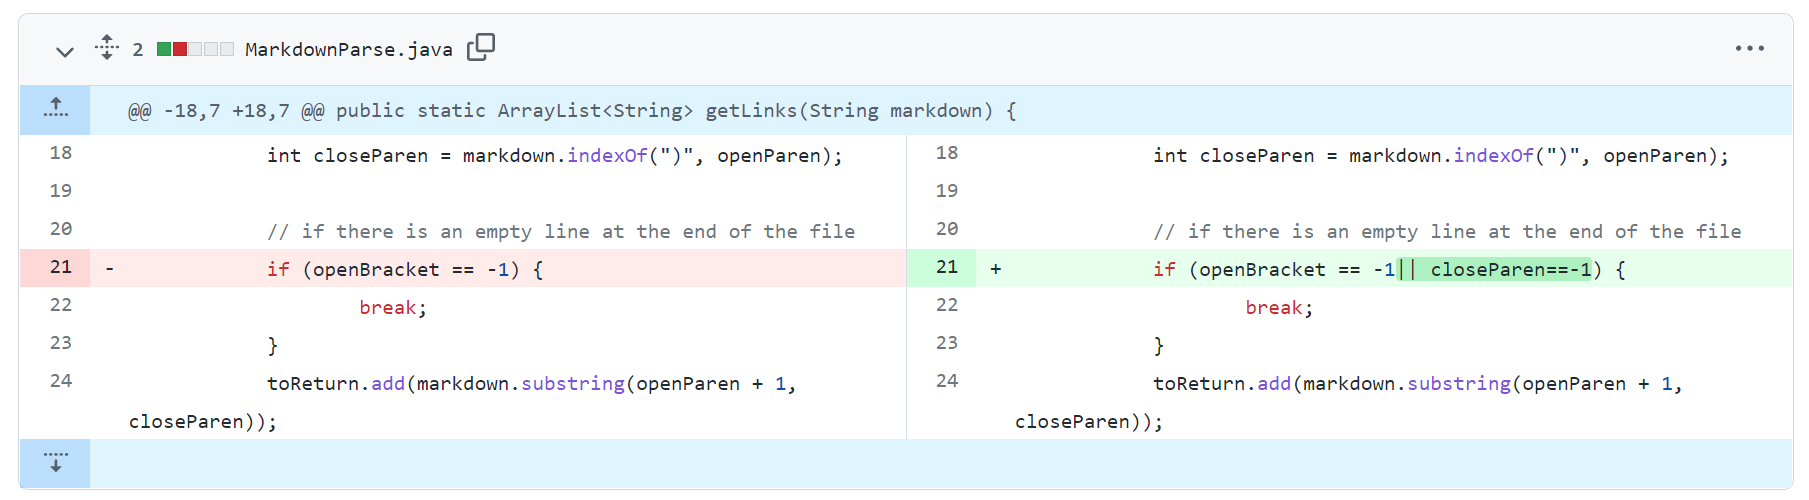 2 MarkdownParse.java
@@ -18,7 +18,7 @@ public static ArrayList<String> getLinks(String markdown) {
18 int closeParen = markdown.indexOf(")", openParen);
19
20 // if there is an empty line at the end of the file
21 - if (openBracket == -1) {
22 break;
23 }
24 toReturn.add(markdown.substring(openParen + 1,
closeParen));
18 int closeParen = markdown.indexOf(")", openParen);
19
20 // if there is an empty line at the end of the file
21 + if (openBracket == -1|| closeParen==-1) {
22 break;
23 }
24 toReturn.add(markdown.substring(openParen + 1,
closeParen));